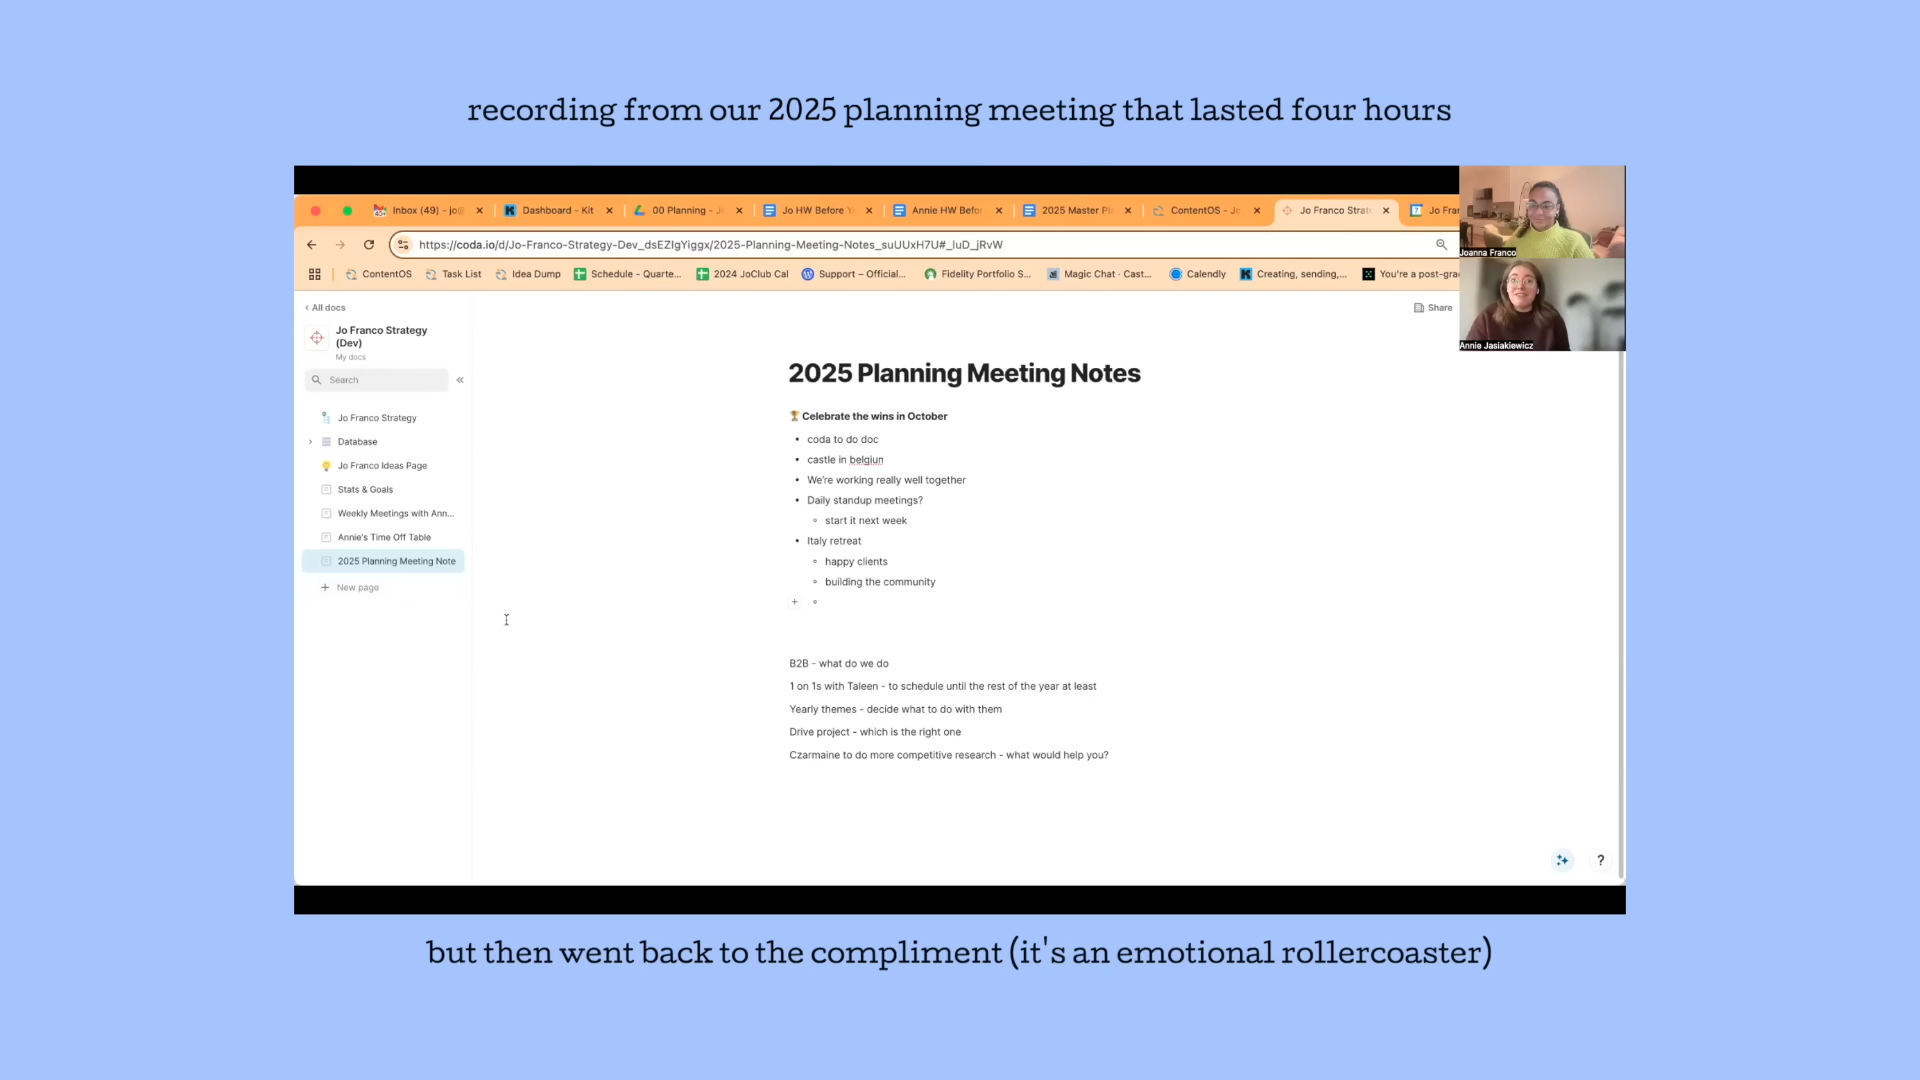 recording from our 2025 planning meeting that lasted four hours
Inbox (49) - jo@
Dashboard - Kit
00 Planning - J
Jo HW Before Y
Annie HW Befo
2025 Master Pl
ContentOS - Jo
Jo Franco Strat
Jo Fran
https://coda.io/d/Jo-Franco-Strategy-Dev_dsEZIgYiggx/2025-Planning-Meeting-Notes_suUUxH7U#_luD_jRvW
ContentOS
Task List
Idea Dump
Schedule - Quarte...
2024 JoClub Cal
Support – Official...
Fidelity Portfolio S...
Magic Chat · Cast...
Calendly
Creating, sending,...
You're a post-gra
Joanna Franco
Annie Jasiakiewicz
All docs
Share
Jo Franco Strategy
(Dev)
My docs
Search
Jo Franco Strategy
Database
Jo Franco Ideas Page
Stats & Goals
Weekly Meetings with Ann...
Annie's Time Off Table
2025 Planning Meeting Note
New page
2025 Planning Meeting Notes
🏆 Celebrate the wins in October
• coda to do doc
• castle in belgiun
• We're working really well together
• Daily standup meetings?
◦ start it next week
• Italy retreat
◦ happy clients
◦ building the community
B2B - what do we do
1 on 1s with Taleen - to schedule until the rest of the year at least
Yearly themes - decide what to do with them
Drive project - which is the right one
Czarmaine to do more competitive research - what would help you?
?
but then went back to the compliment (it's an emotional rollercoaster)